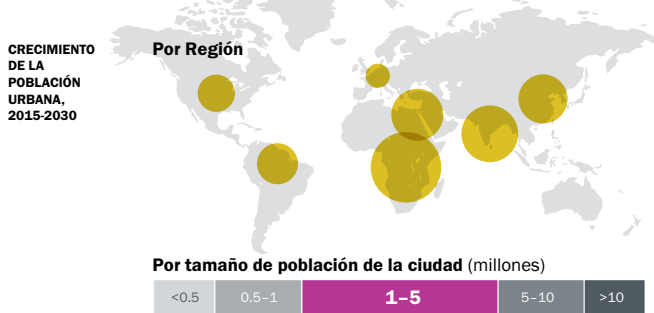 CRECIMIENTO
DE LA
POBLACIÓN
URBANA,
2015-2030
Por Región
Por tamaño de población de la ciudad (millones)
<0.5 0.5–1 1–5 5–10 >10